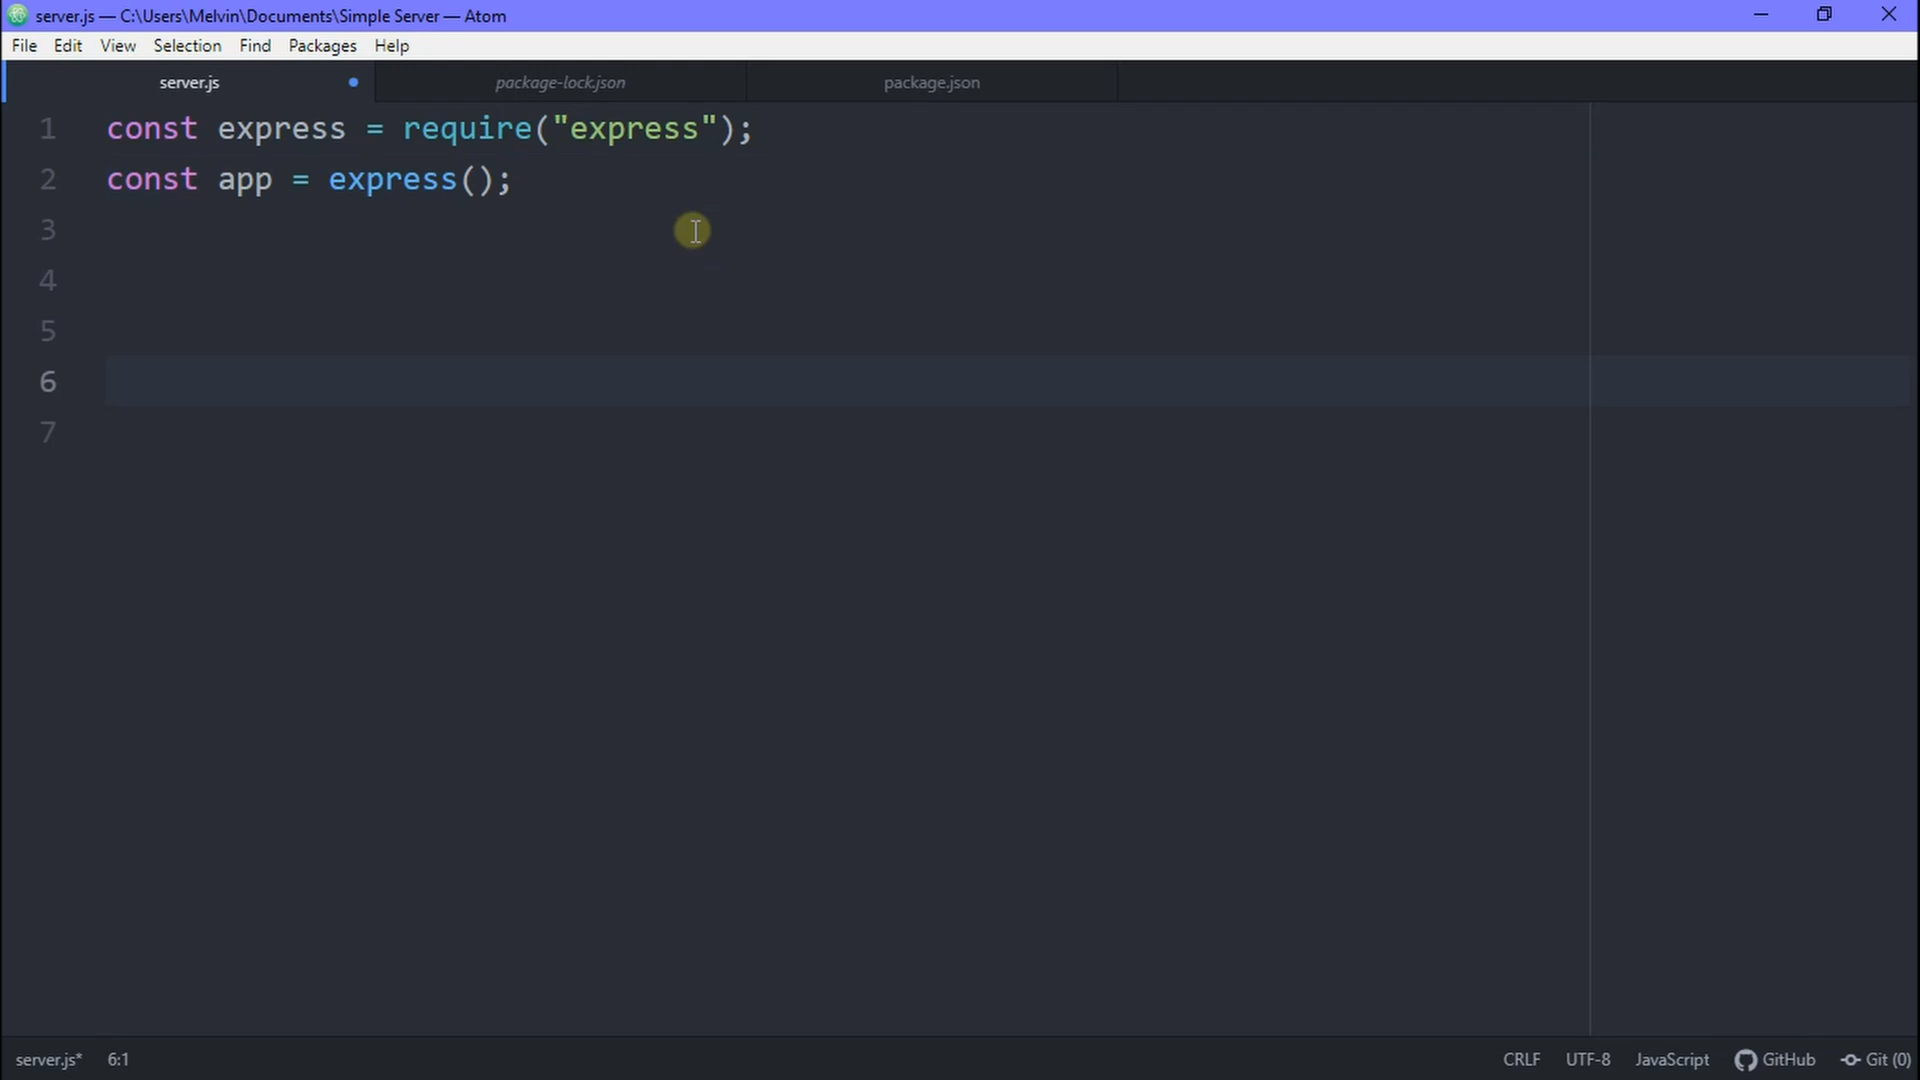 server.js — C:\Users\Melvin\Documents\Simple Server — Atom
File Edit View Selection Find Packages Help
server.js package-lock.json package.json
1 const express = require("express");
2 const app = express();
3
4
5
6
7
server.js* 6:1 CRLF UTF-8 JavaScript GitHub Git (0)